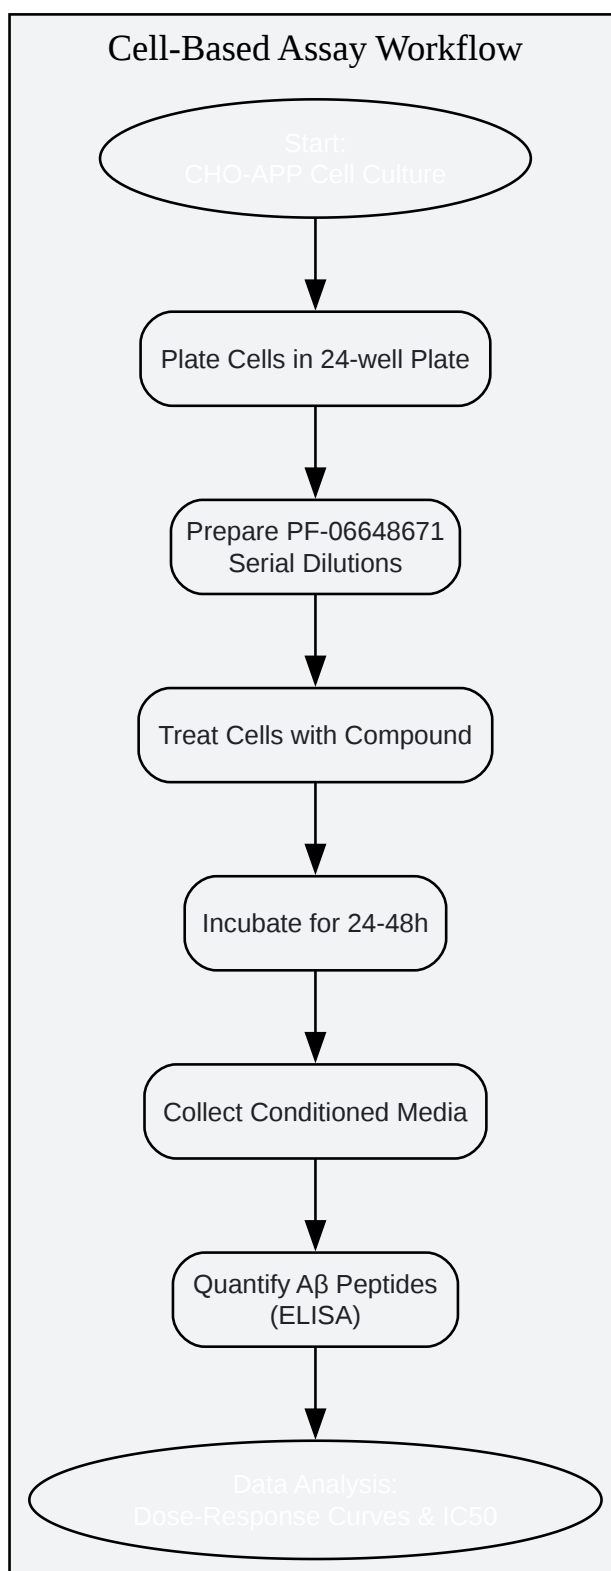 Cell-Based Assay Workflow
Start:
CHO-APP Cell Culture
Plate Cells in 24-well Plate
Prepare PF-06648671
Serial Dilutions
Treat Cells with Compound
Incubate for 24-48h
Collect Conditioned Media
Quantify Aβ Peptides
(ELISA)
Data Analysis:
Dose-Response Curves & IC50